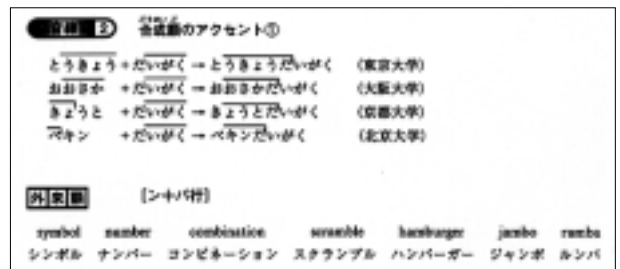 音声 2 合成語のアクセント①
とうきょう+だいがく→とうきょうだいがく (東京大学)
おおさか +だいがく→おおさかだいがく (大阪大学)
きょうと +だいがく→きょうとだいがく (京都大学)
ペキン +だいがく→ペキンだいがく (北京大学)
外来語 [ン+バ行]
symbol number combination scramble hamburger jumbo rumba
シンボル ナンバー コンビネーション スクランブル ハンバーガー ジャンボ ルンバ